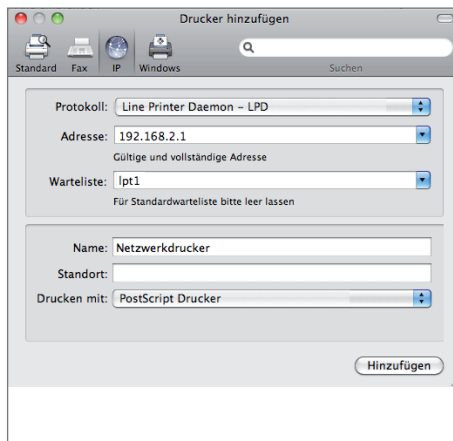 Drucker hinzufügen
Standard Fax IP Windows Suchen
Protokoll: Line Printer Daemon – LPD
Adresse: 192.168.2.1
Gültige und vollständige Adresse
Warteliste: lpt1
Für Standardwarteliste bitte leer lassen
Name: Netzwerkdrucker
Standort:
Drucken mit: PostScript Drucker
Hinzufügen